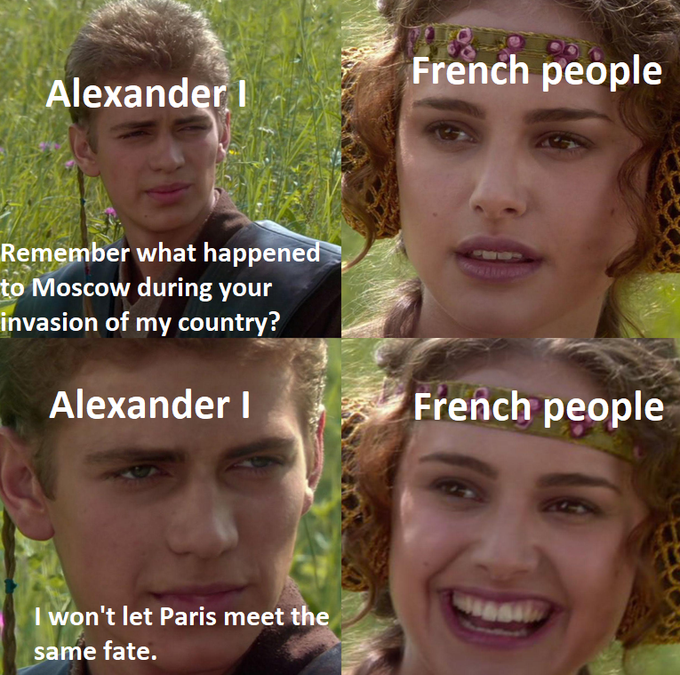 Alexander I
French people
Remember what happened
to Moscow during your
invasion of my country?
Alexander I
French people
I won't let Paris meet the
same fate.